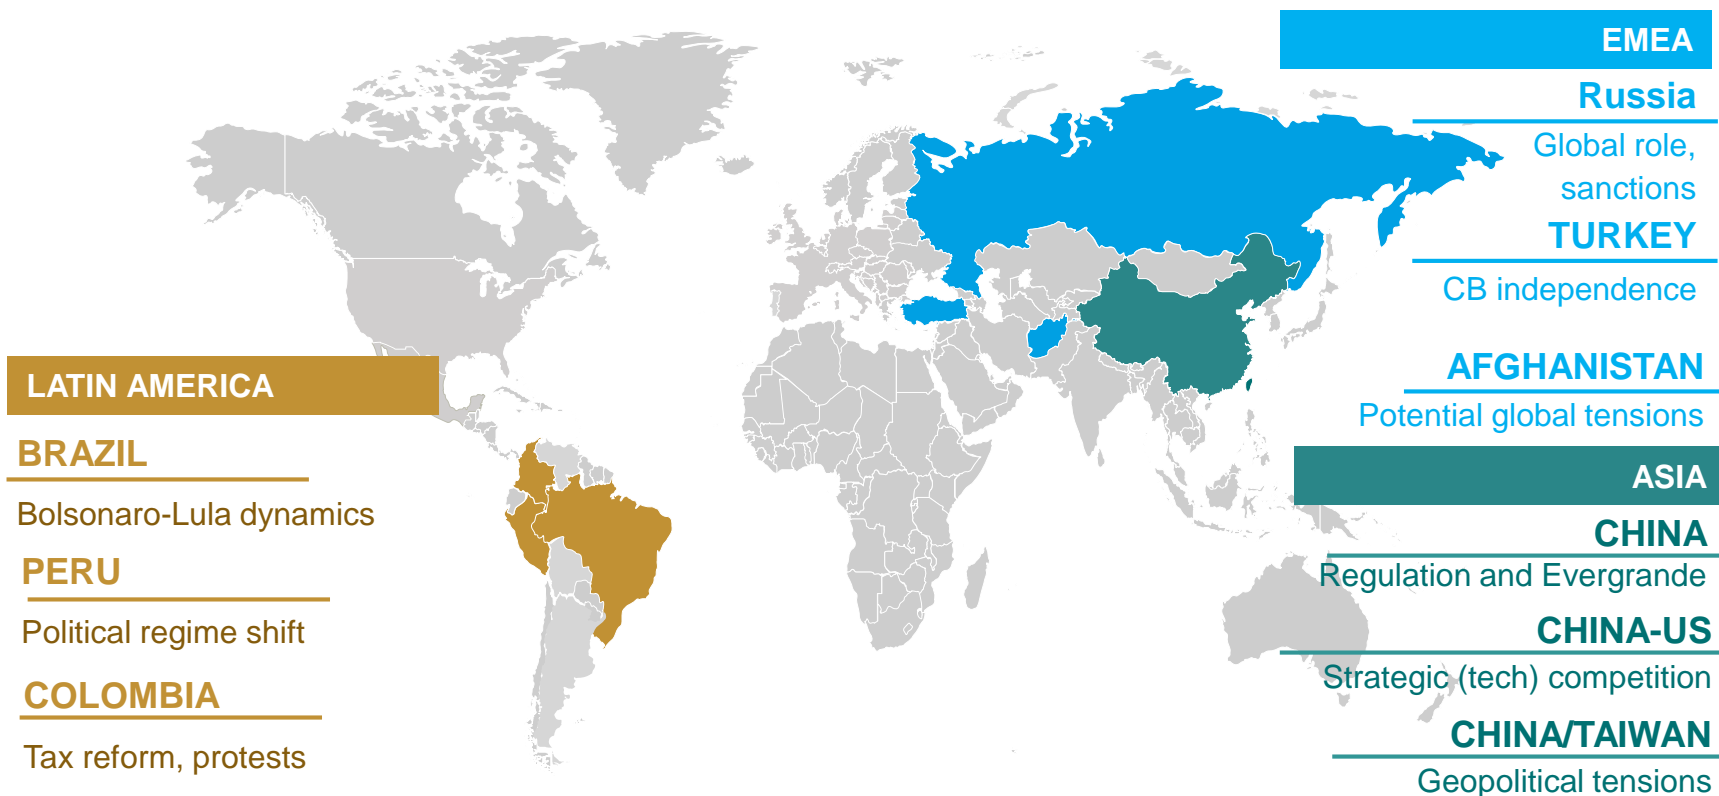 EMEA
Russia
Global role,
sanctions
TURKEY
CB independence
AFGHANISTAN
Potential global tensions
LATIN AMERICA
BRAZIL
Bolsonaro-Lula dynamics
PERU
Political regime shift
COLOMBIA
Tax reform, protests
ASIA
CHINA
Regulation and Evergrande
CHINA-US
Strategic (tech) competition
CHINA/TAIWAN
Geopolitical tensions